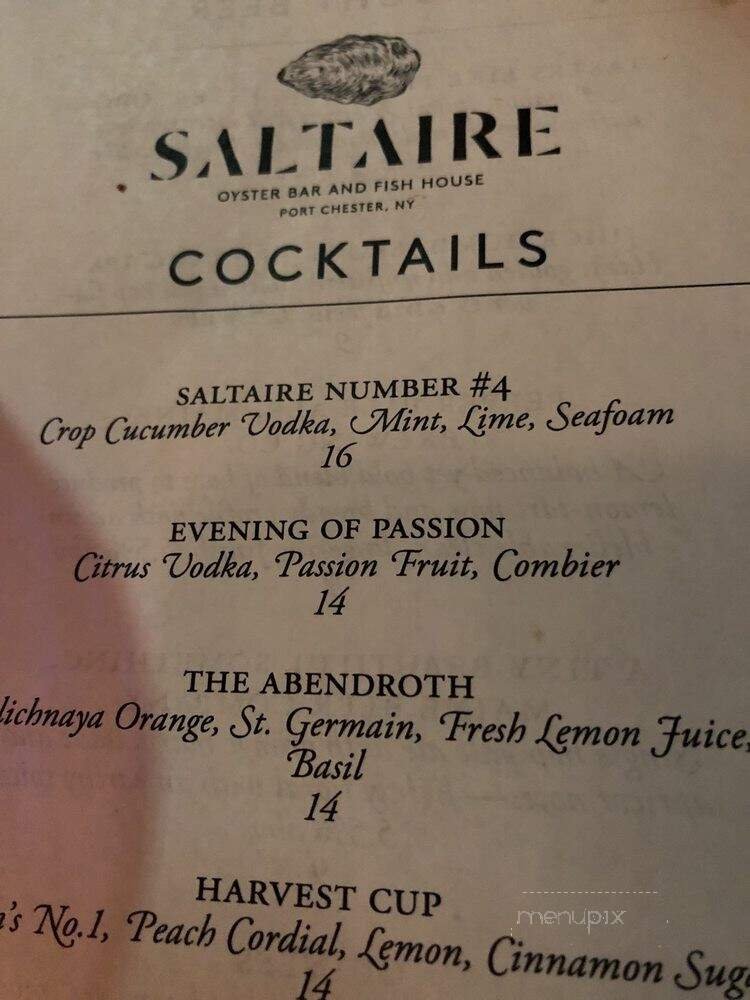 SALTAIRE
OYSTER BAR AND FISH HOUSE
PORT CHESTER, NY
COCKTAILS
SALTAIRE NUMBER #4
Crop Cucumber Vodka, Mint, Lime, Seafoam
16
EVENING OF PASSION
Citrus Vodka, Passion Fruit, Combier
14
THE ABENDROTH
lichnaya Orange, St. Germain, Fresh Lemon Juice,
Basil
14
HARVEST CUP
's No.1, Peach Cordial, Lemon, Cinnamon Sug
14
menupix